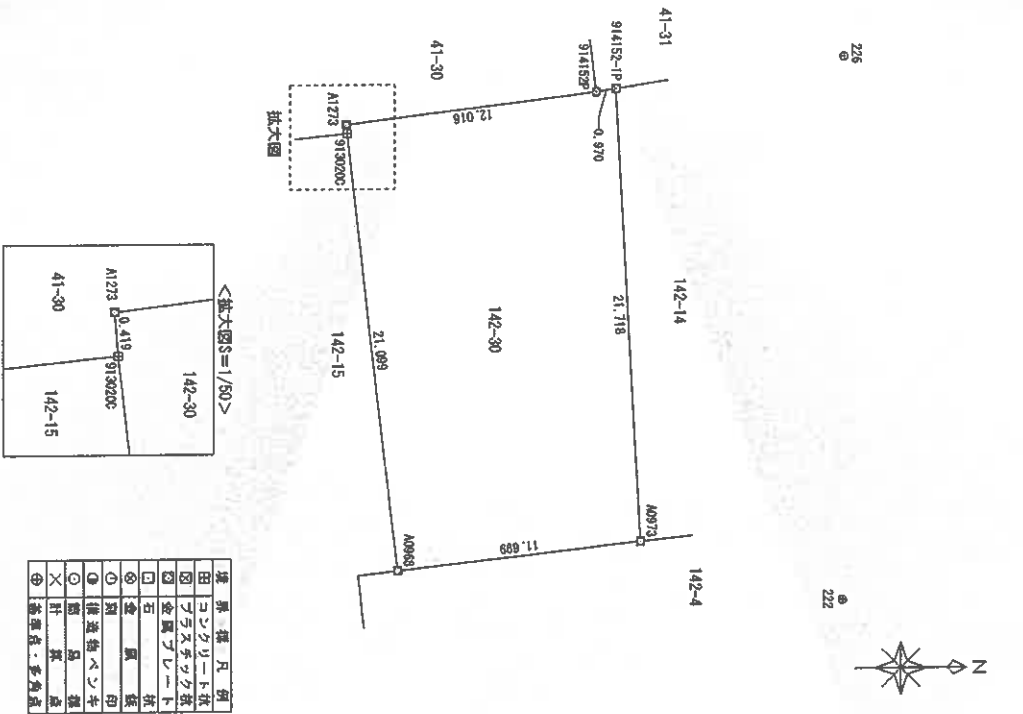 226
41-31
914152-1P
914152P
41-30
12.016
0.970
A1273
913020C
拡大図
142-14
21.718
142-30
21.099
142-15
A0973
11.699
A0968
142-4
222
N
<拡大図S=1/50>
41-30
A1273
0.419
913020C
142-30
142-15
境界標凡例
コンクリート杭
プラスチック杭
金属プレート
石杭
金属鋲
刻印
構造物ペンキ
計算点
基準点・多角点